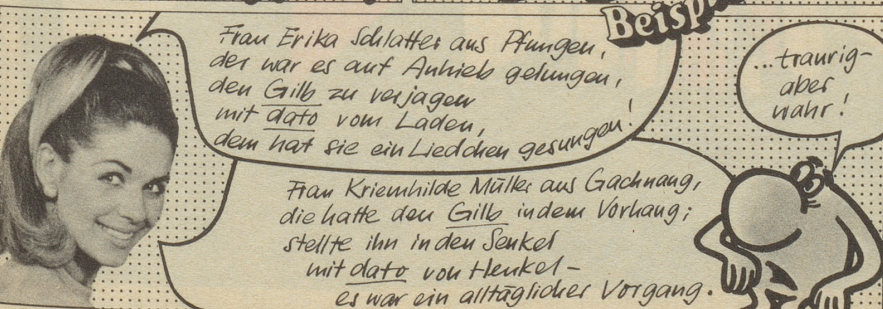 Beispi
Frau Erika Schlatter aus Pfungen,
der war es auf Anhieb gelungen,
den Gilb zu verjagen
mit dato vom Laden,
dem hat sie ein Liedchen gesungen!
...traurig-
aber
wahr!
Frau Kriemhilde Müller aus Gachnang,
die hatte den Gilb in dem Vorhang;
stellte ihn in den Senkel
mit dato von Henkel-
es war ein alltäglicher Vorgang.